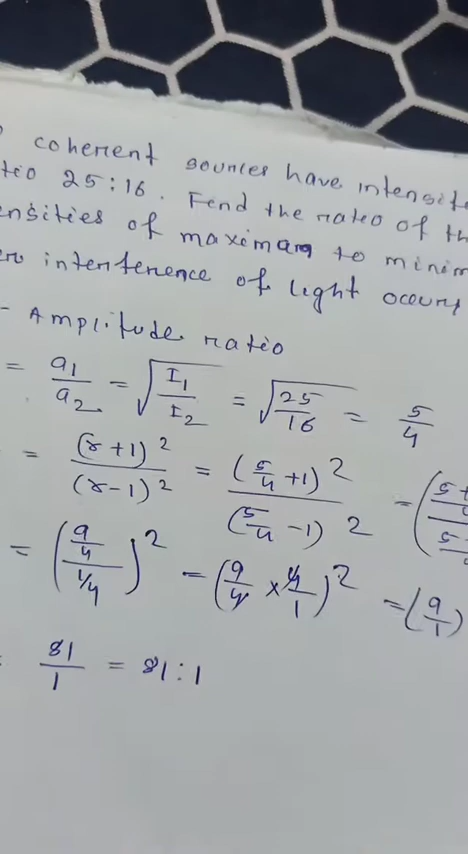 coherent sources have intensit
tio 25:16. Find the ratio of th
ensities of maximam to minim
interference of light occurs
- Amplitude ratio
= a1/a2 = √(I1/I2) = √(25/16) = 5/4
= (r+1)²/(r-1)² = (5/4 +1)²/(5/4 -1)² = (5+
= ((9/4)/(1/4))² = (9/4 × 4/1)² = (9/1)
81/1 = 81:1